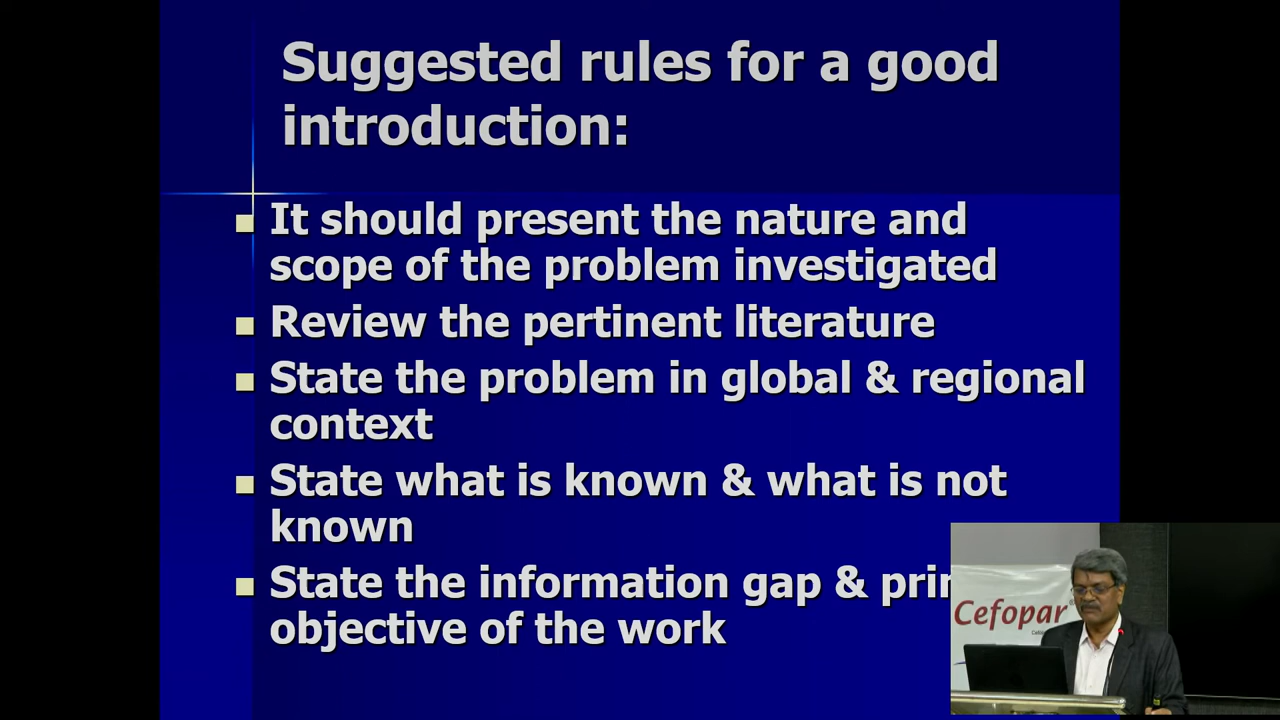 Suggested rules for a good
introduction:
It should present the nature and
scope of the problem investigated
Review the pertinent literature
State the problem in global & regional
context
State what is known & what is not
known
State the information gap &
objective of the work
Cefopar